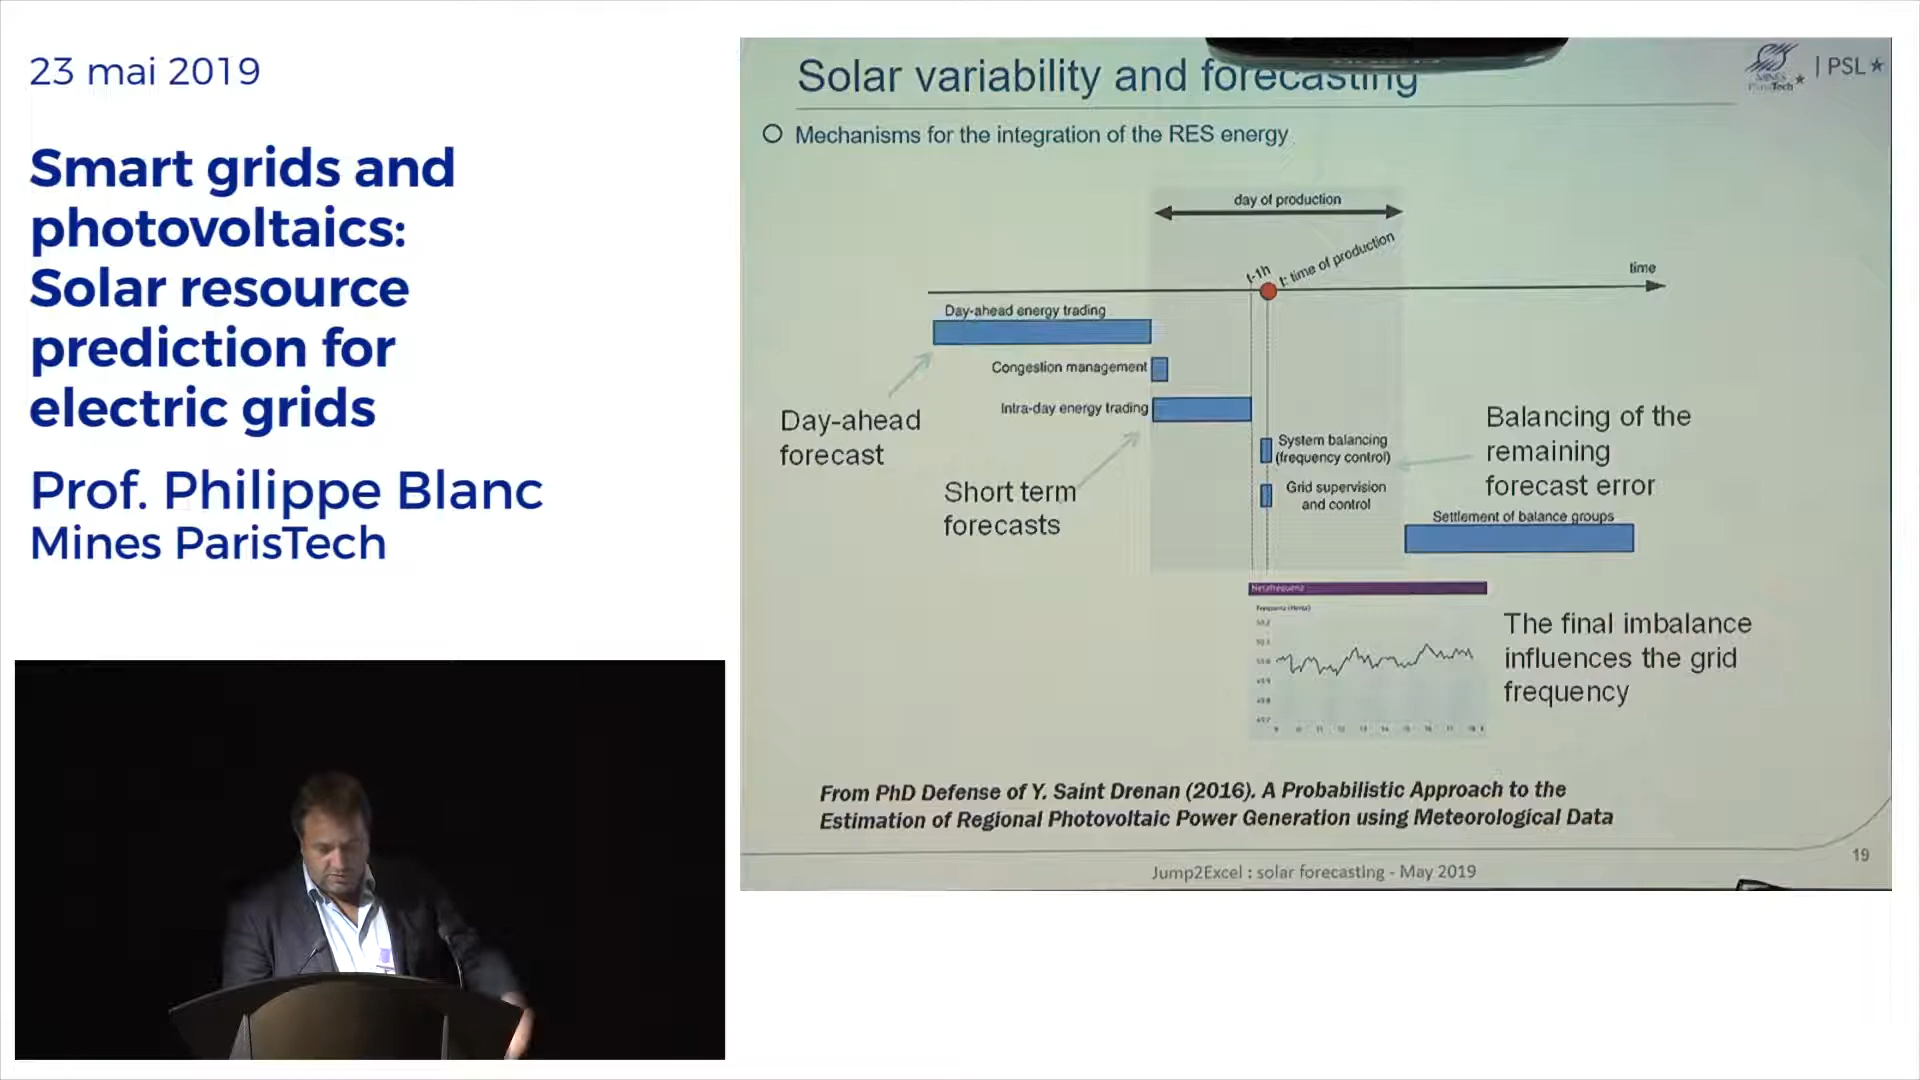 23 mai 2019
Smart grids and
photovoltaics:
Solar resource
prediction for
electric grids
Prof. Philippe Blanc
Mines ParisTech
Solar variability and forecasting
MINES
ParisTech
| PSL
Mechanisms for the integration of the RES energy
day of production
t-1h
t: time of production
time
Day-ahead energy trading
Congestion management
Intra-day energy trading
Day-ahead
forecast
Short term
forecasts
System balancing
(frequency control)
Grid supervision
and control
Balancing of the
remaining
forecast error
Settlement of balance groups
Netzfrequenz
The final imbalance
influences the grid
frequency
From PhD Defense of Y. Saint Drenan (2016). A Probabilistic Approach to the
Estimation of Regional Photovoltaic Power Generation using Meteorological Data
19
Jump2Excel : solar forecasting - May 2019